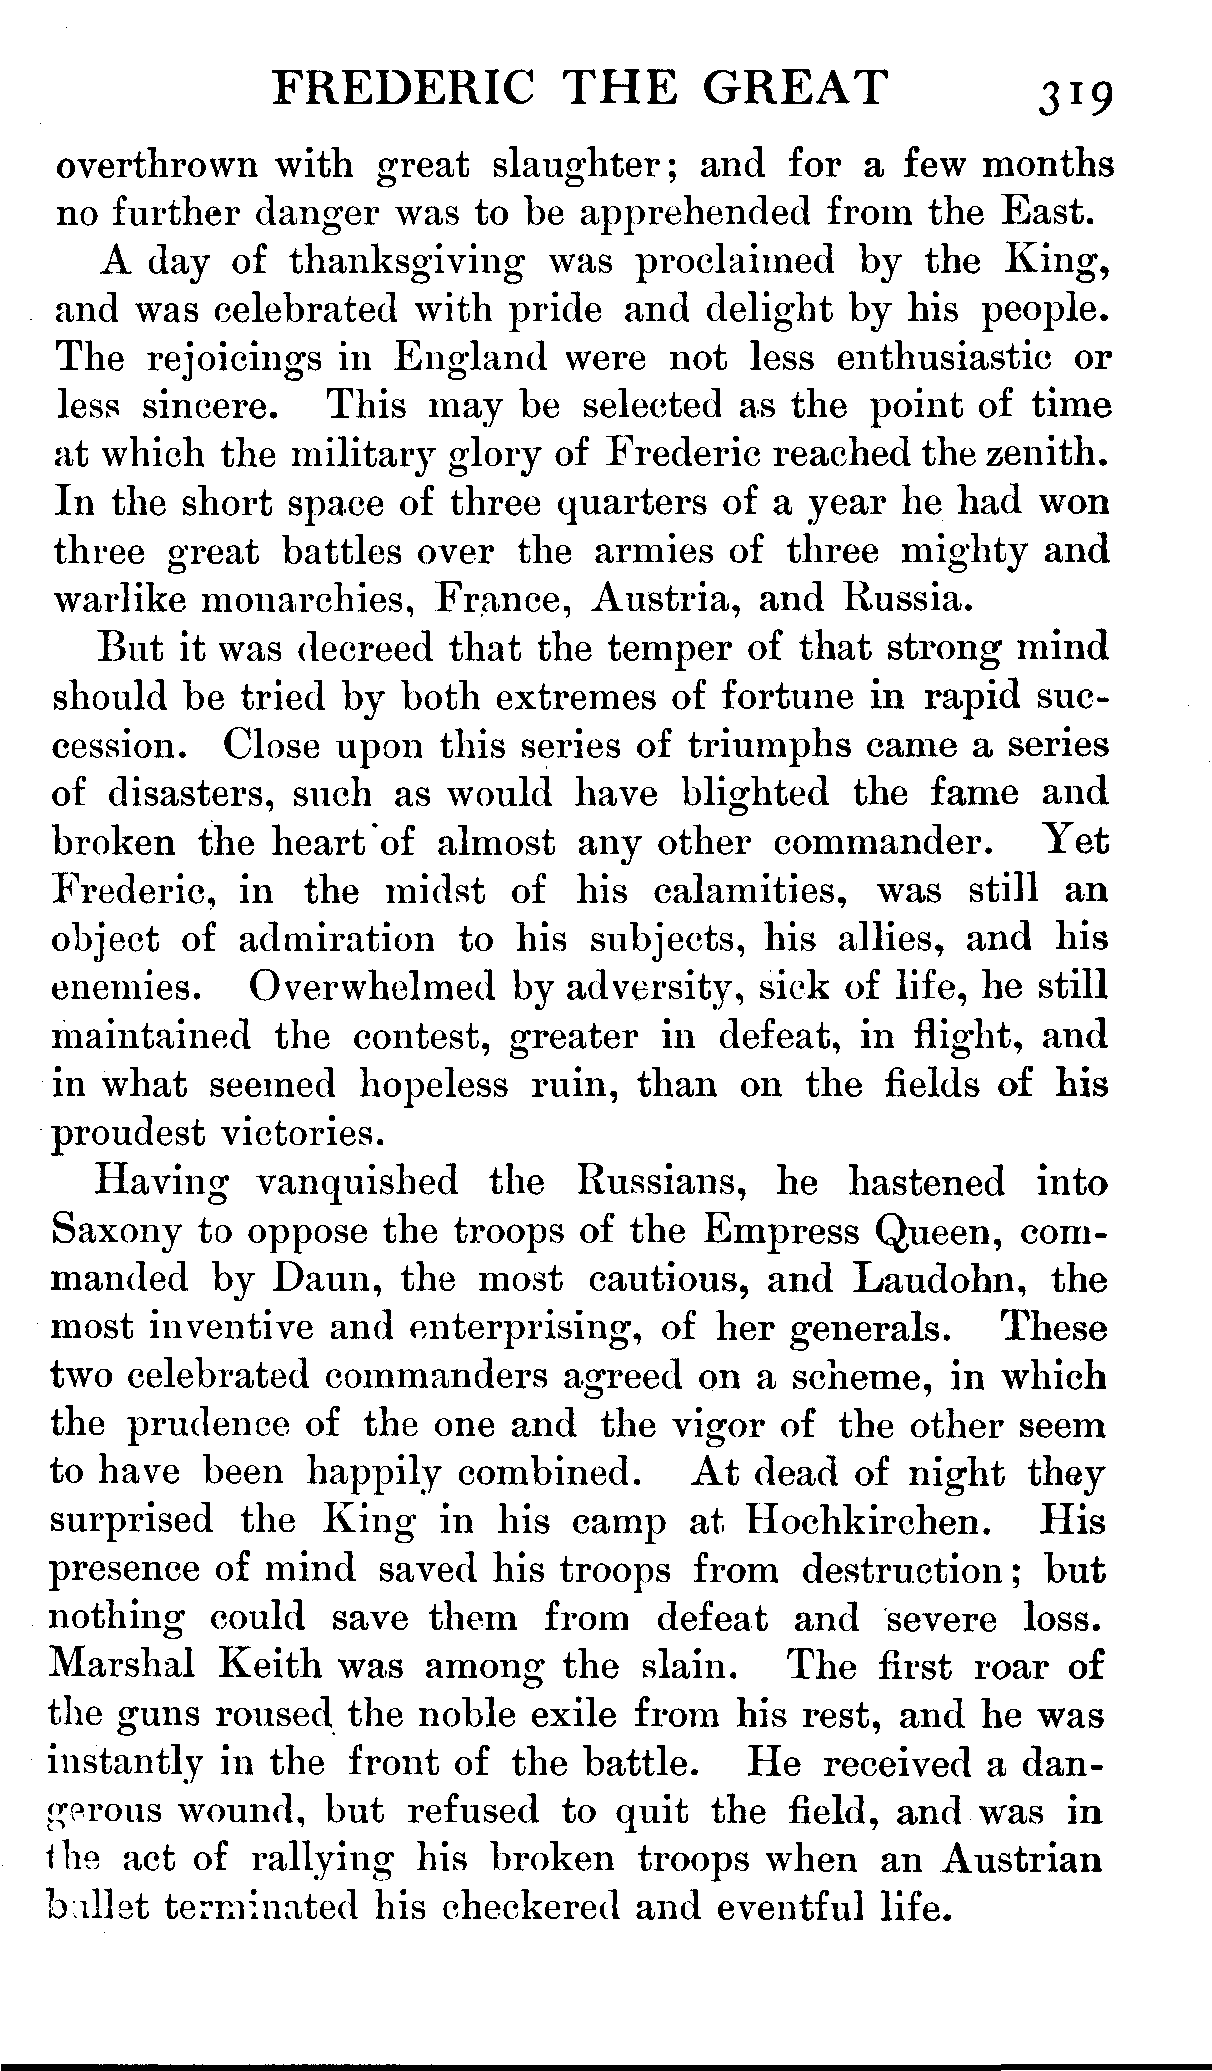 FREDERIC THE GREAT 319
overthrown with great slaughter; and for a few months
no further danger was to be apprehended from the East.
A day of thanksgiving was proclaimed by the King,
and was celebrated with pride and delight by his people.
The rejoicings in England were not less enthusiastic or
less sincere. This may be selected as the point of time
at which the military glory of Frederic reached the zenith.
In the short space of three quarters of a year he had won
three great battles over the armies of three mighty and
warlike monarchies, France, Austria, and Russia.
But it was decreed that the temper of that strong mind
should be tried by both extremes of fortune in rapid suc-
cession. Close upon this series of triumphs came a series
of disasters, such as would have blighted the fame and
broken the heart of almost any other commander. Yet
Frederic, in the midst of his calamities, was still an
object of admiration to his subjects, his allies, and his
enemies. Overwhelmed by adversity, sick of life, he still
maintained the contest, greater in defeat, in flight, and
in what seemed hopeless ruin, than on the fields of his
proudest victories.
Having vanquished the Russians, he hastened into
Saxony to oppose the troops of the Empress Queen, com-
manded by Daun, the most cautious, and Laudohn, the
most inventive and enterprising, of her generals. These
two celebrated commanders agreed on a scheme, in which
the prudence of the one and the vigor of the other seem
to have been happily combined. At dead of night they
surprised the King in his camp at Hochkirchen. His
presence of mind saved his troops from destruction; but
nothing could save them from defeat and severe loss.
Marshal Keith was among the slain. The first roar of
the guns roused the noble exile from his rest, and he was
instantly in the front of the battle. He received a dan-
gerous wound, but refused to quit the field, and was in
the act of rallying his broken troops when an Austrian
bullet terminated his checkered and eventful life.